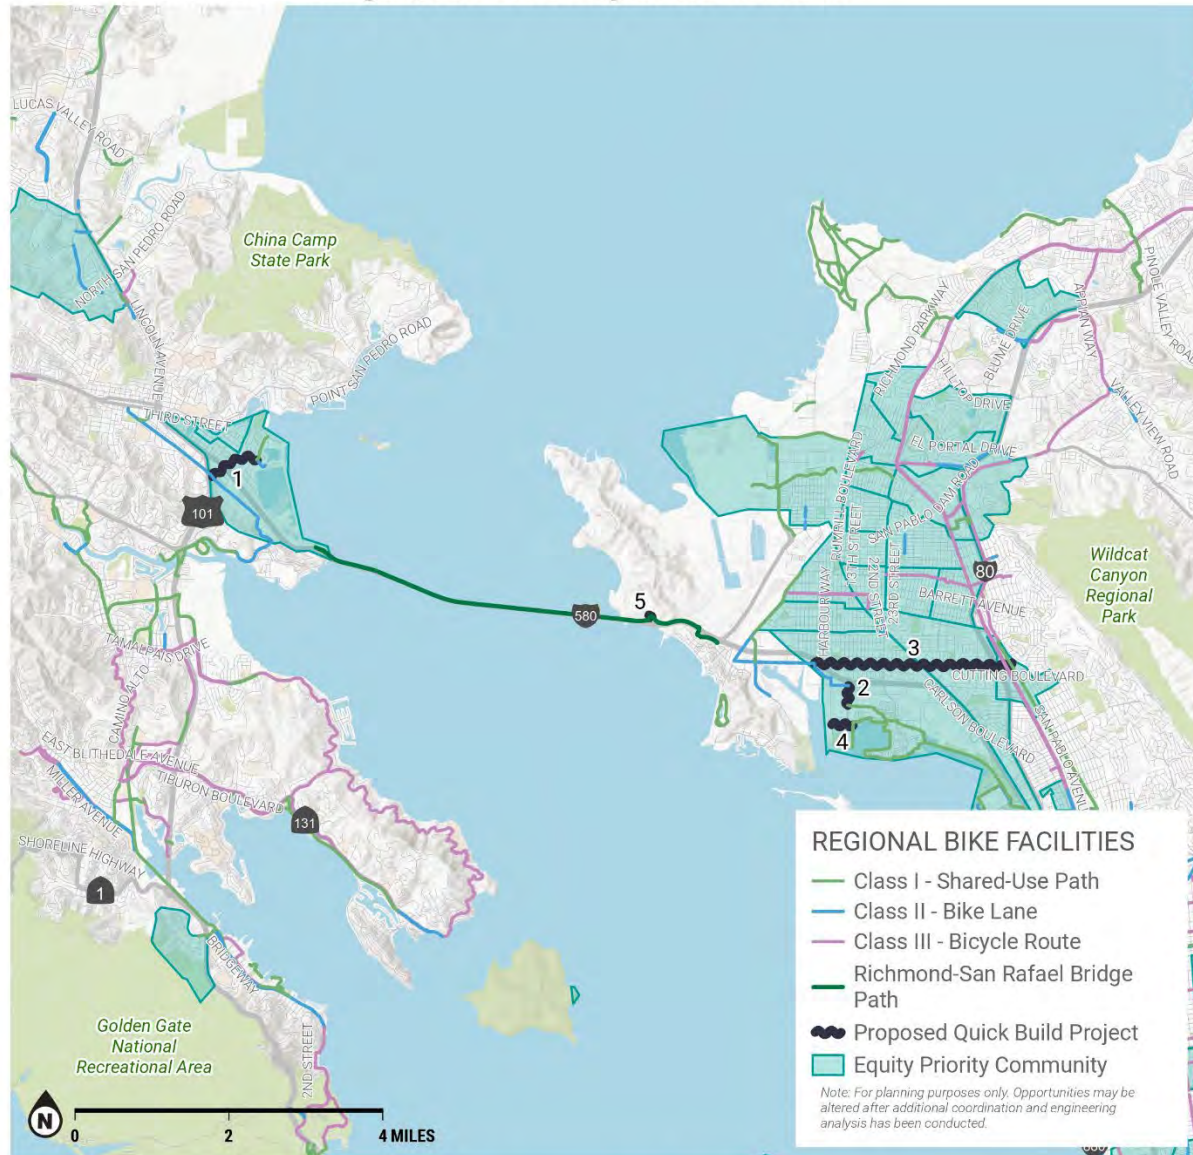 LUCAS VALLEY ROAD
NORTH SAN PEDRO ROAD
China Camp
State Park
LINCOLN AVENUE
POINT SAN PEDRO ROAD
THIRD STREET
1
101
580
5
RICHMOND PARKWAY
BLUME DRIVE
APPIAN WAY
PINOLE VALLEY ROAD
HILLTOP DRIVE
VALLEY VIEW ROAD
EL PORTAL DRIVE
RUMRILL BOULEVARD
SAN PABLO DAM ROAD
13TH STREET
22ND STREET
23RD STREET
HARBOUR WAY
80
BARRETT AVENUE
Wildcat
Canyon
Regional
Park
3
CUTTING BOULEVARD
2
4
CARLSON BOULEVARD
SAN PABLO AVENU
TAMALPAIS DRIVE
CAMINO ALTO
EAST BLITHEDALE AVENUE
MILLER AVENUE
TIBURON BOULEVARD
131
SHORELINE HIGHWAY
1
BRIDGEWAY
2ND STREET
Golden Gate
National
Recreational Area
N
0 2 4 MILES
REGIONAL BIKE FACILITIES
Class I - Shared-Use Path
Class II - Bike Lane
Class III - Bicycle Route
Richmond-San Rafael Bridge
Path
Proposed Quick Build Project
Equity Priority Community
Note: For planning purposes only. Opportunities may be
altered after additional coordination and engineering
analysis has been conducted.